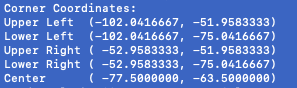 Corner Coordinates:
Upper Left  (-102.0416667, -51.9583333)
Lower Left  (-102.0416667, -75.0416667)
Upper Right ( -52.9583333, -51.9583333)
Lower Right ( -52.9583333, -75.0416667)
Center      ( -77.5000000, -63.5000000)